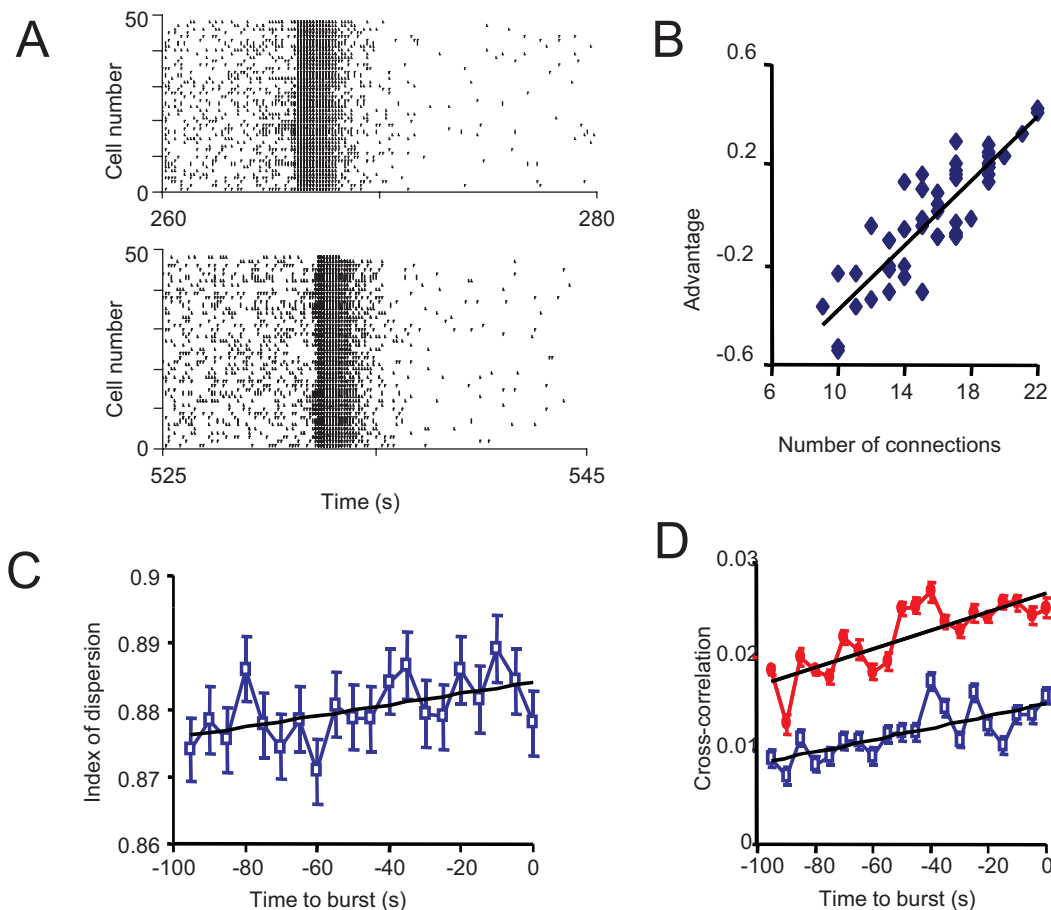 A
50
Cell number
0
260
280
50
Cell number
0
525
545
Time (s)
B
0.6
0.2
-0.2
-0.6
Advantage
6
10
14
18
22
Number of connections
C
0.9
0.89
0.88
0.87
0.86
Index of dispersion
-100
-80
-60
-40
-20
0
Time to burst (s)
D
0.03
0.02
0.01
0
Cross-correlation
-100
-80
-60
-40
-20
0
Time to burst (s)